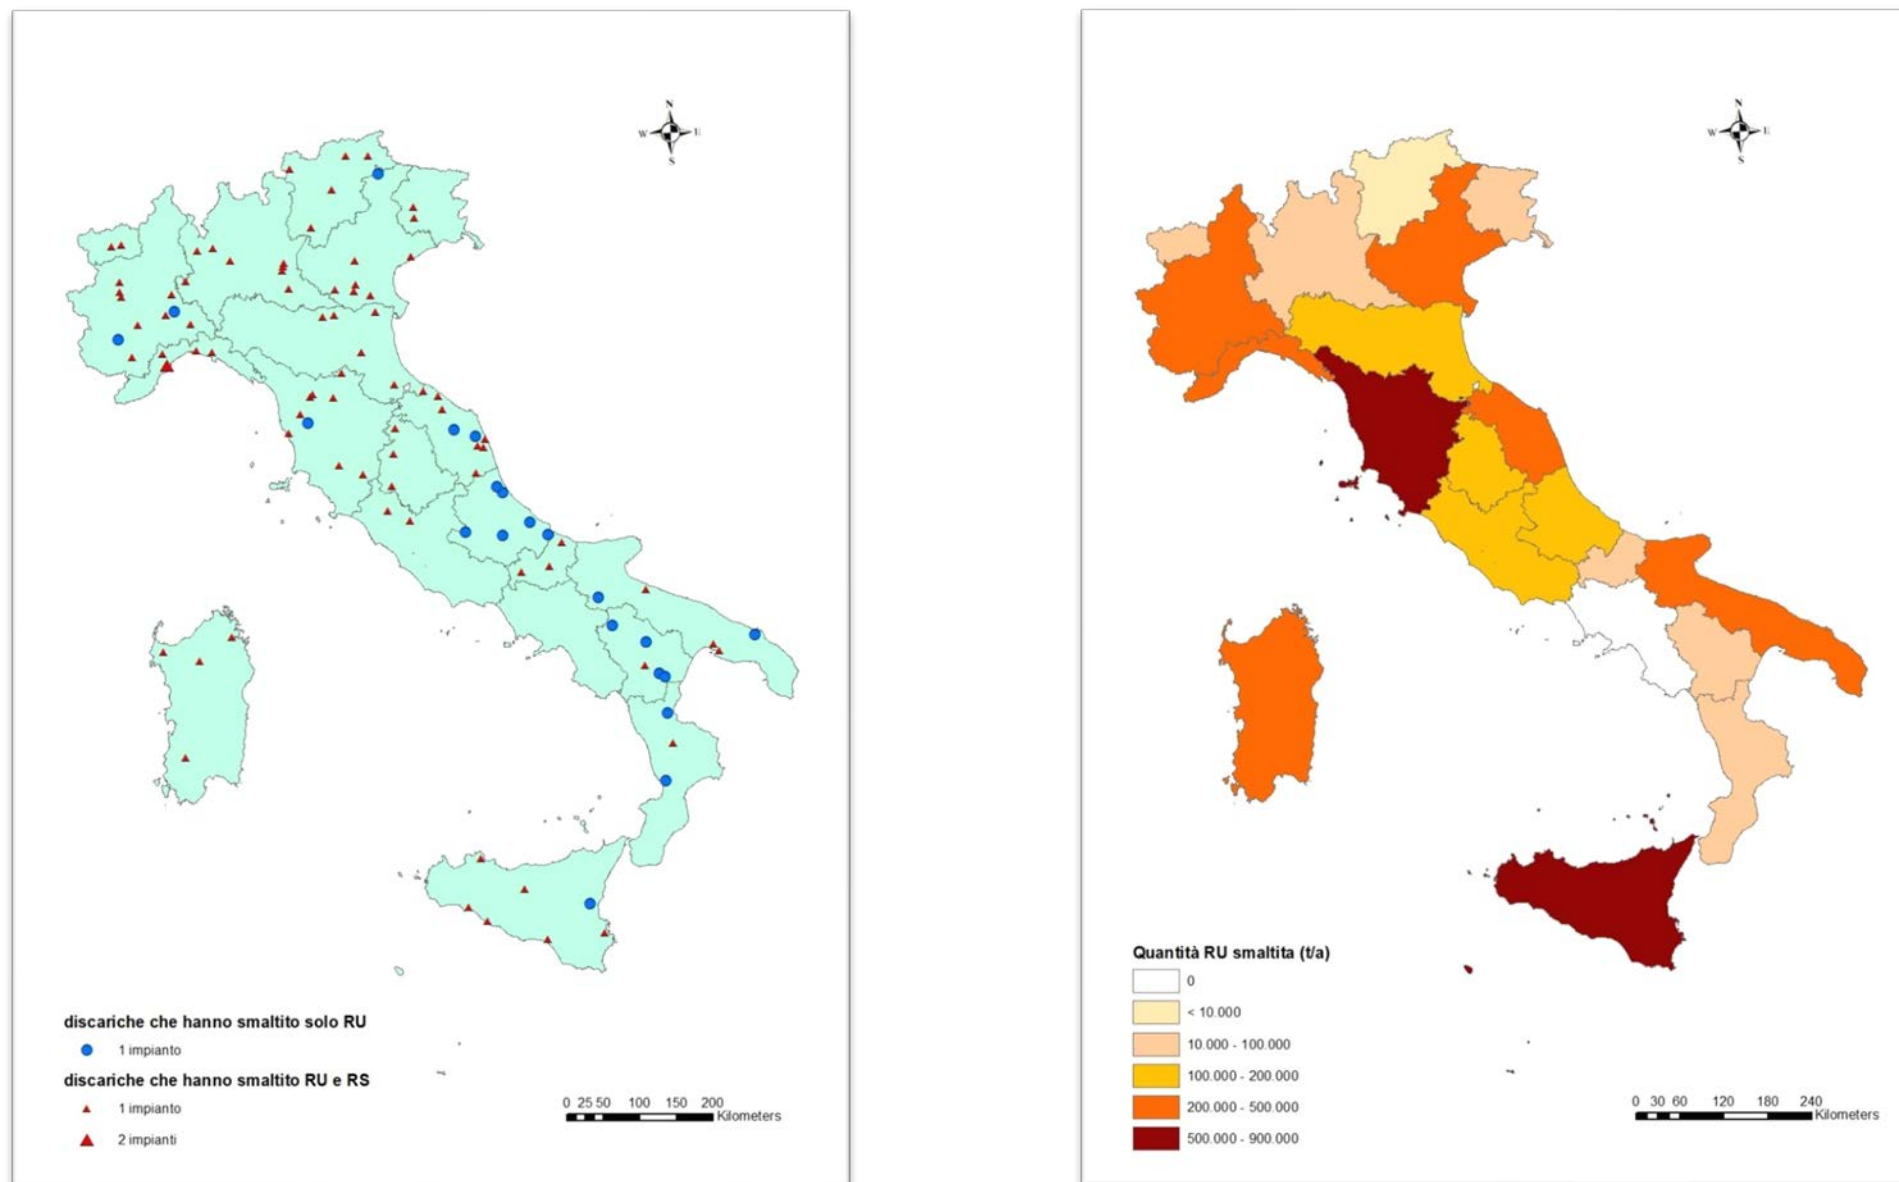 N
W E
S
discariche che hanno smaltito solo RU
1 impianto
discariche che hanno smaltito RU e RS
1 impianto
2 impianti
0 25 50 100 150 200
Kilometers
N
W E
S
Quantità RU smaltita (t/a)
0
< 10.000
10.000 - 100.000
100.000 - 200.000
200.000 - 500.000
500.000 - 900.000
0 30 60 120 180 240
Kilometers